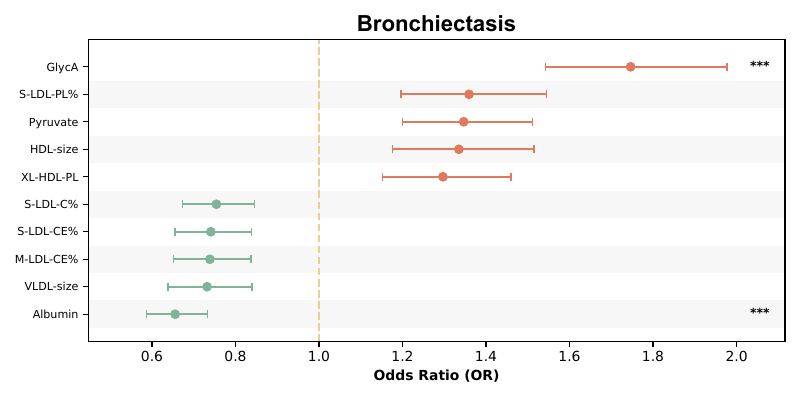 Bronchiectasis
GlycA
***
S-LDL-PL%
Pyruvate
HDL-size
XL-HDL-PL
S-LDL-C%
S-LDL-CE%
M-LDL-CE%
VLDL-size
Albumin
***
0.6 0.8 1.0 1.2 1.4 1.6 1.8 2.0
Odds Ratio (OR)